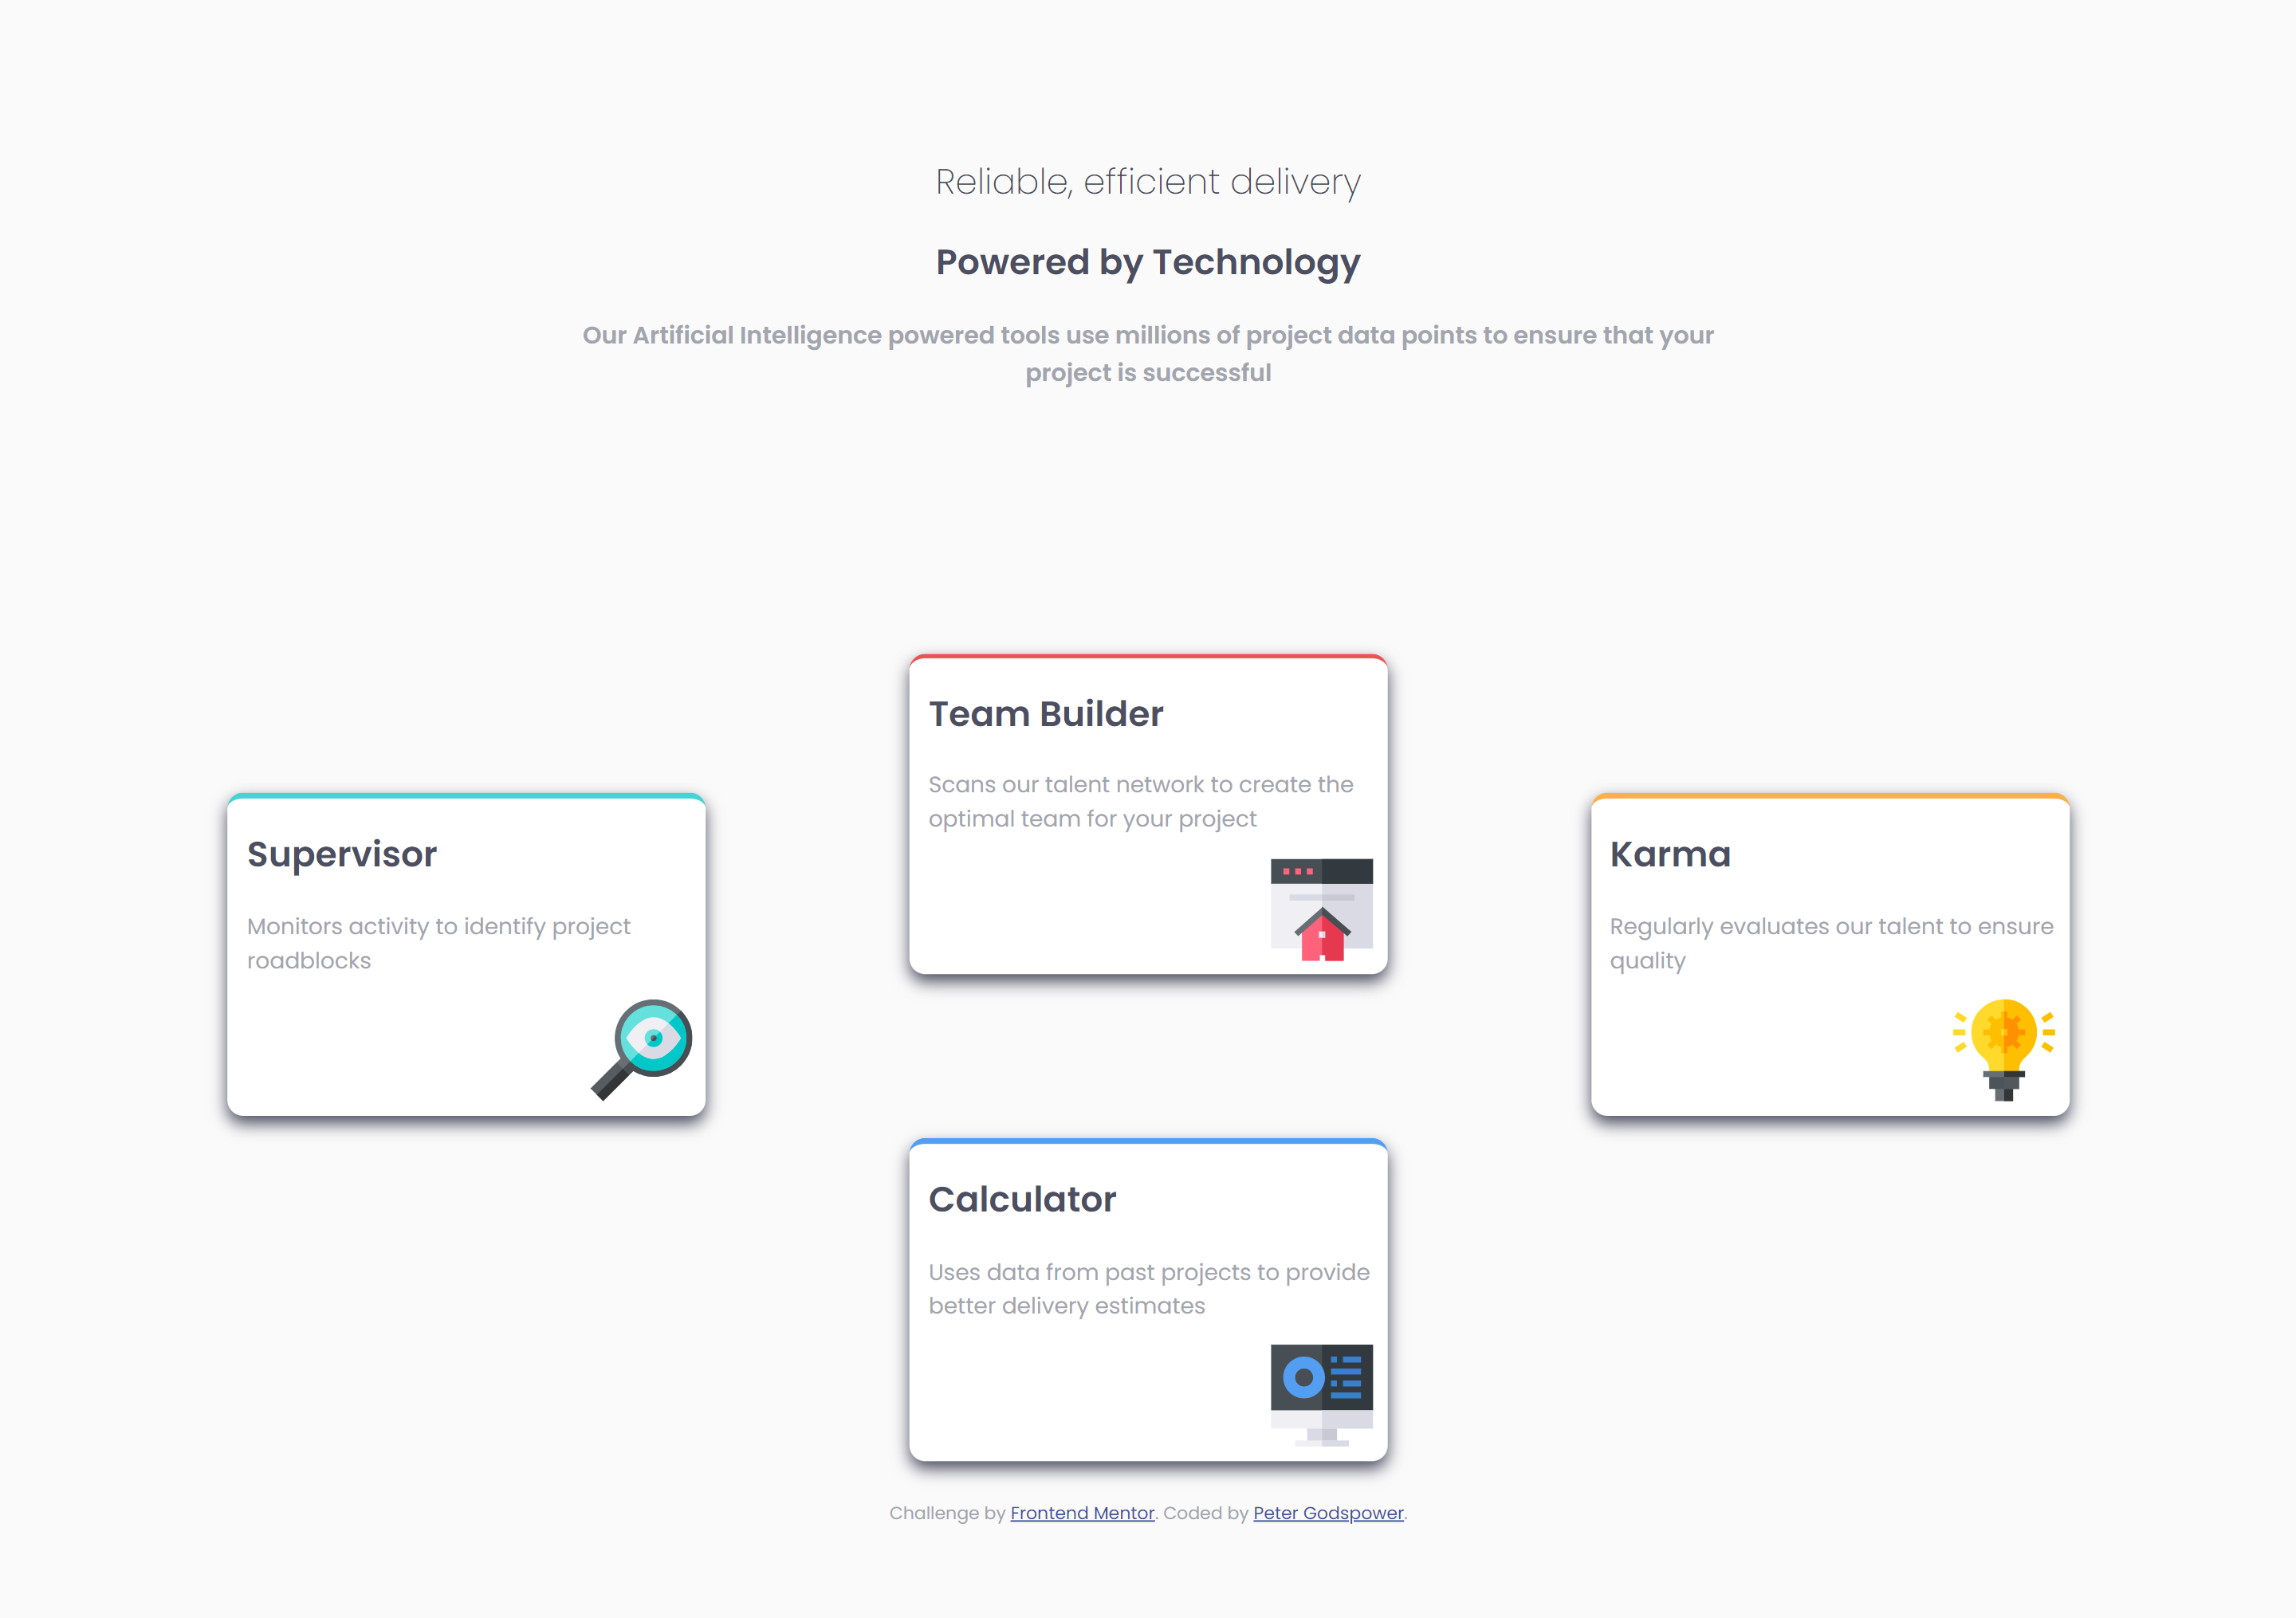 Reliable, efficient delivery
Powered by Technology
Our Artificial Intelligence powered tools use millions of project data points to ensure that your
project is successful
Supervisor
Monitors activity to identify project
roadblocks
Team Builder
Scans our talent network to create the
optimal team for your project
Karma
Regularly evaluates our talent to ensure
quality
Calculator
Uses data from past projects to provide
better delivery estimates
Challenge by Frontend Mentor. Coded by Peter Godspower.